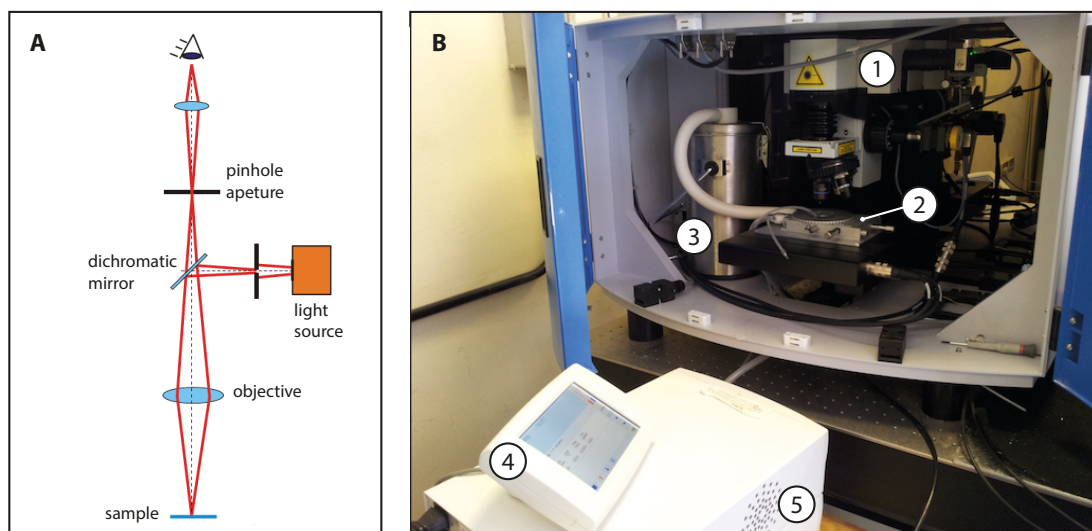 A
pinhole
apeture
dichromatic
mirror
light
source
objective
sample
B
1
2
3
4
5